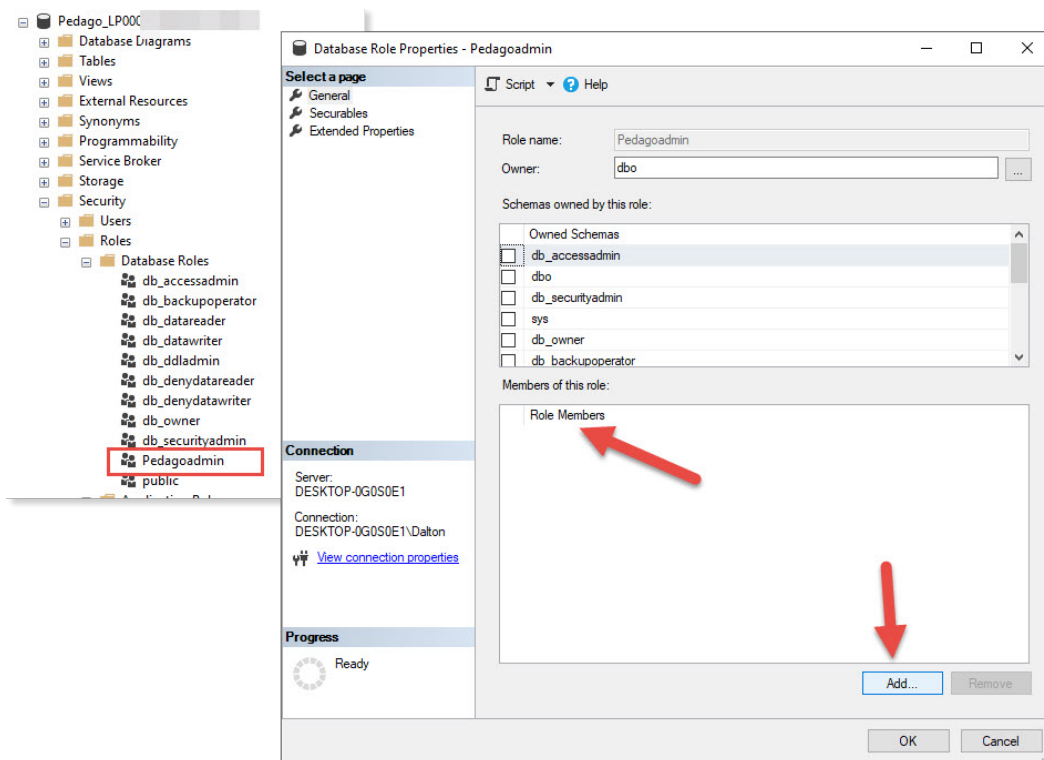 Pedago_LP000
Database Diagrams
Tables
Views
External Resources
Synonyms
Programmability
Service Broker
Storage
Security
Users
Roles
Database Roles
db_accessadmin
db_backupoperator
db_datareader
db_datawriter
db_ddladmin
db_denydatareader
db_denydatawriter
db_owner
db_securityadmin
Pedagoadmin
public
Database Role Properties - Pedagoadmin
Select a page
General
Securables
Extended Properties
Connection
Server:
DESKTOP-0G0S0E1
Connection:
DESKTOP-0G0S0E1\Dalton
View connection properties
Progress
Ready
Script Help
Role name: Pedagoadmin
Owner: dbo ...
Schemas owned by this role:
Owned Schemas
db_accessadmin
dbo
db_securityadmin
sys
db_owner
db_backupoperator
Members of this role:
Role Members
Add... Remove
OK Cancel